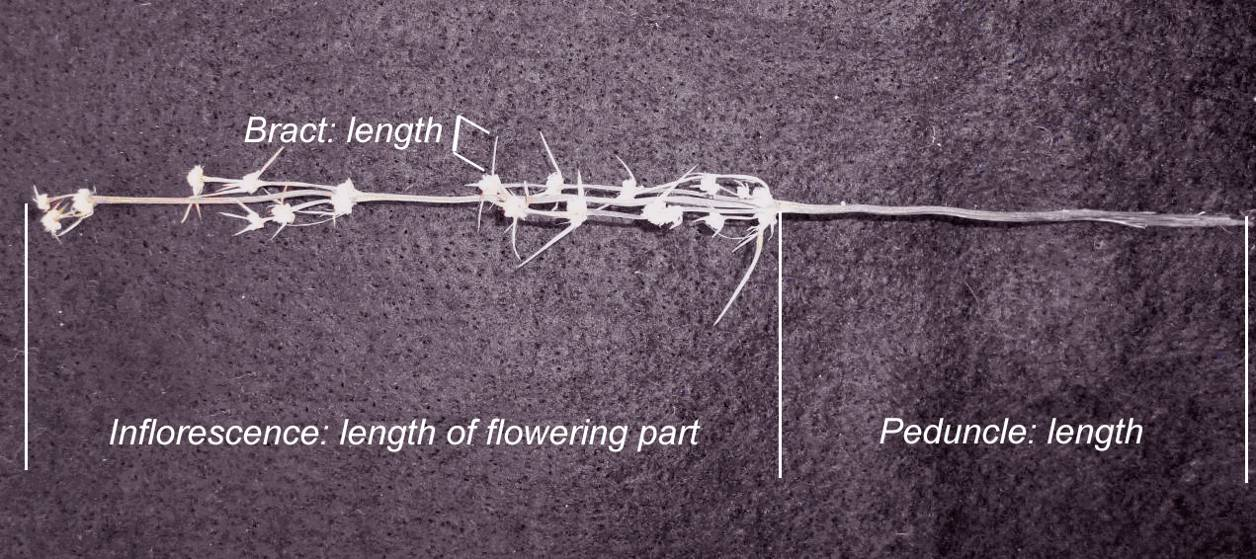 Bract: length
Inflorescence: length of flowering part
Peduncle: length